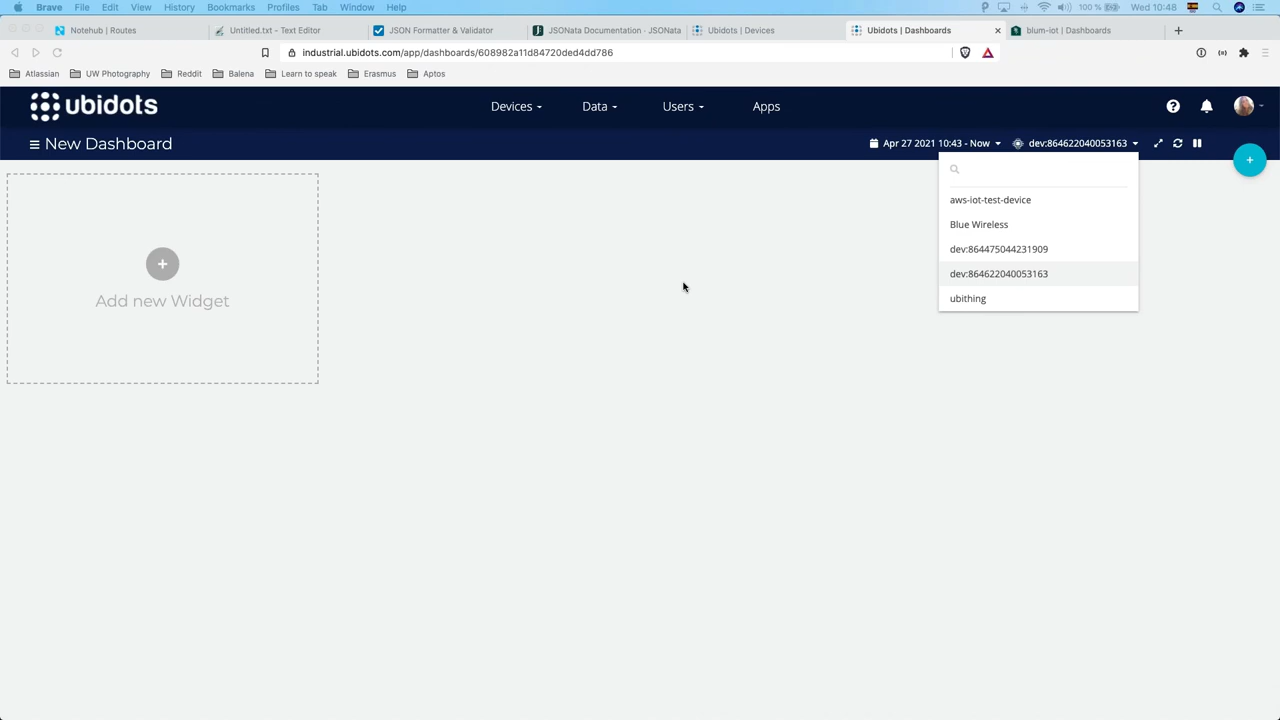 Brave File Edit View History Bookmarks Profiles Tab Window Help 100 % Wed 10:48
Notehub | Routes Untitled.txt - Text Editor JSON Formatter & Validator JSONata Documentation · JSONata Ubidots | Devices Ubidots | Dashboards blum-iot | Dashboards
industrial.ubidots.com/app/dashboards/608982a11d84720ded4dd786
Atlassian UW Photography Reddit Balena Learn to speak Erasmus Aptos
ubidots Devices Data Users Apps
New Dashboard Apr 27 2021 10:43 - Now dev:864622040053163
aws-iot-test-device
Blue Wireless
dev:864475044231909
dev:864622040053163
ubithing
Add new Widget